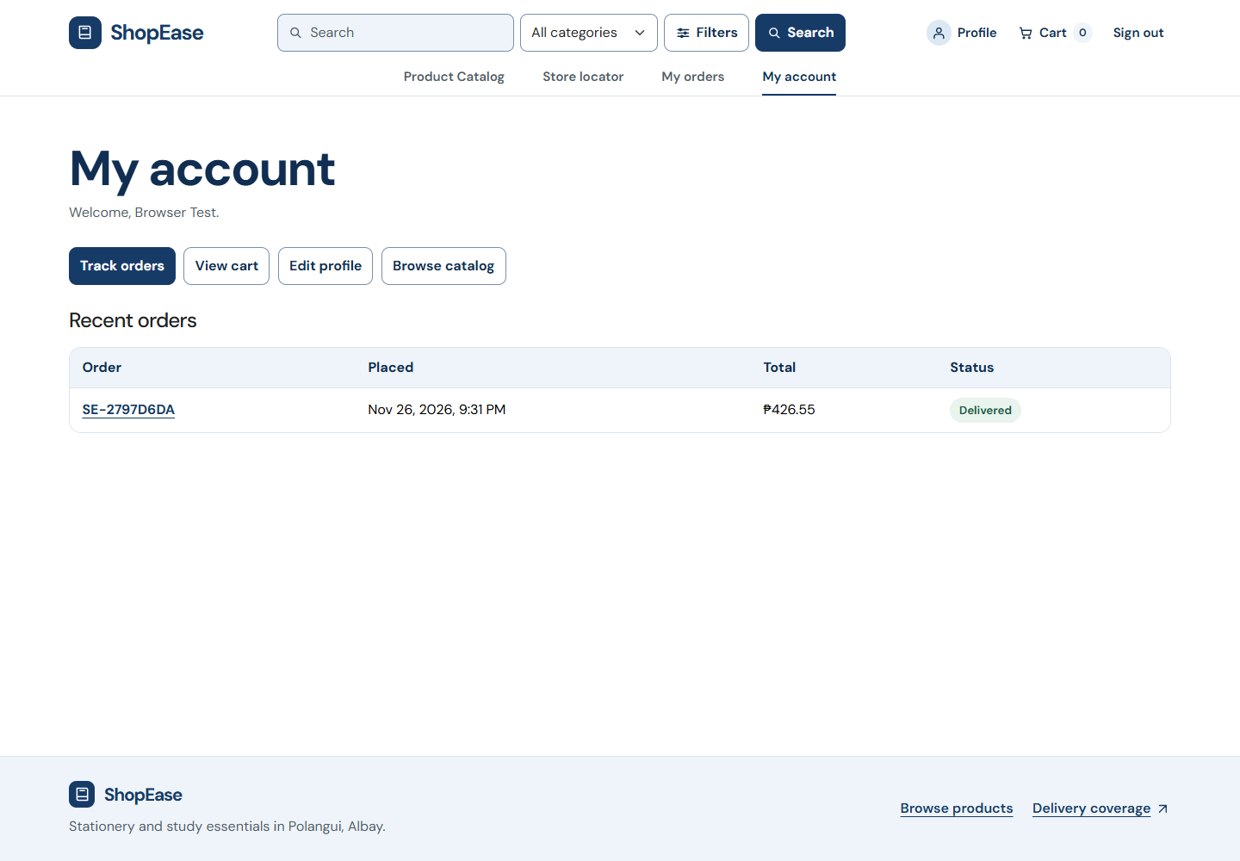 ShopEase
Search
All categories
Filters
Search
Profile
Cart 0
Sign out
Product Catalog
Store locator
My orders
My account
My account
Welcome, Browser Test.
Track orders
View cart
Edit profile
Browse catalog
Recent orders
Order Placed Total Status
SE-2797D6DA Nov 26, 2026, 9:31 PM ₱426.55 Delivered
ShopEase
Stationery and study essentials in Polangui, Albay.
Browse products
Delivery coverage